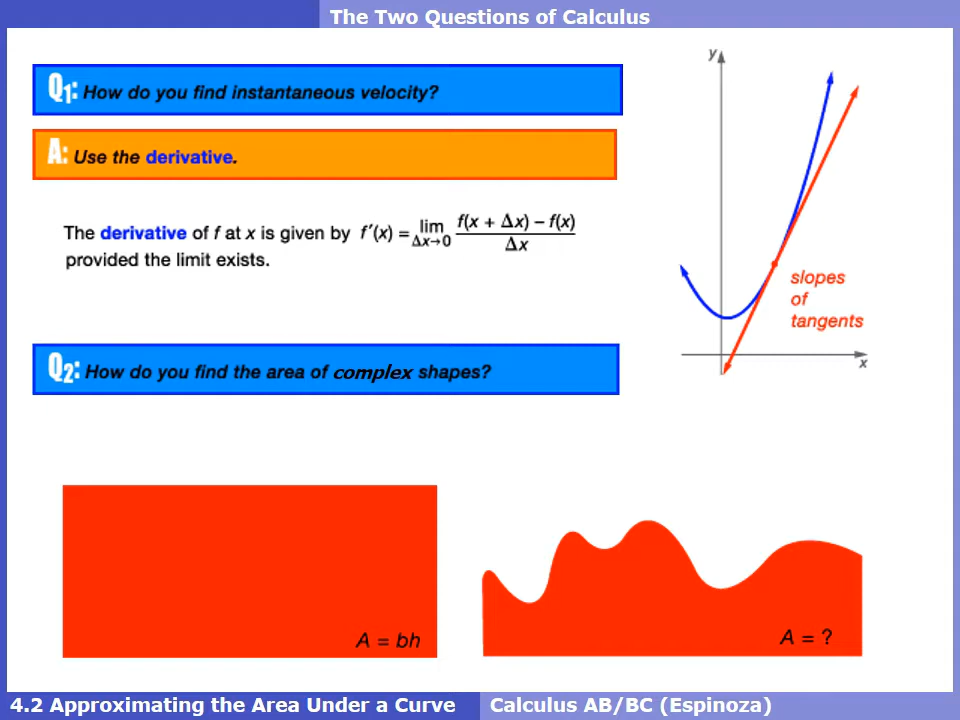 The Two Questions of Calculus
Q1: How do you find instantaneous velocity?
A: Use the derivative.
The derivative of f at x is given by f′(x) = lim Δx→0 f(x + Δx) – f(x) / Δx
provided the limit exists.
y
slopes
of
tangents
x
Q2: How do you find the area of complex shapes?
A = bh
A = ?
4.2 Approximating the Area Under a Curve
Calculus AB/BC (Espinoza)